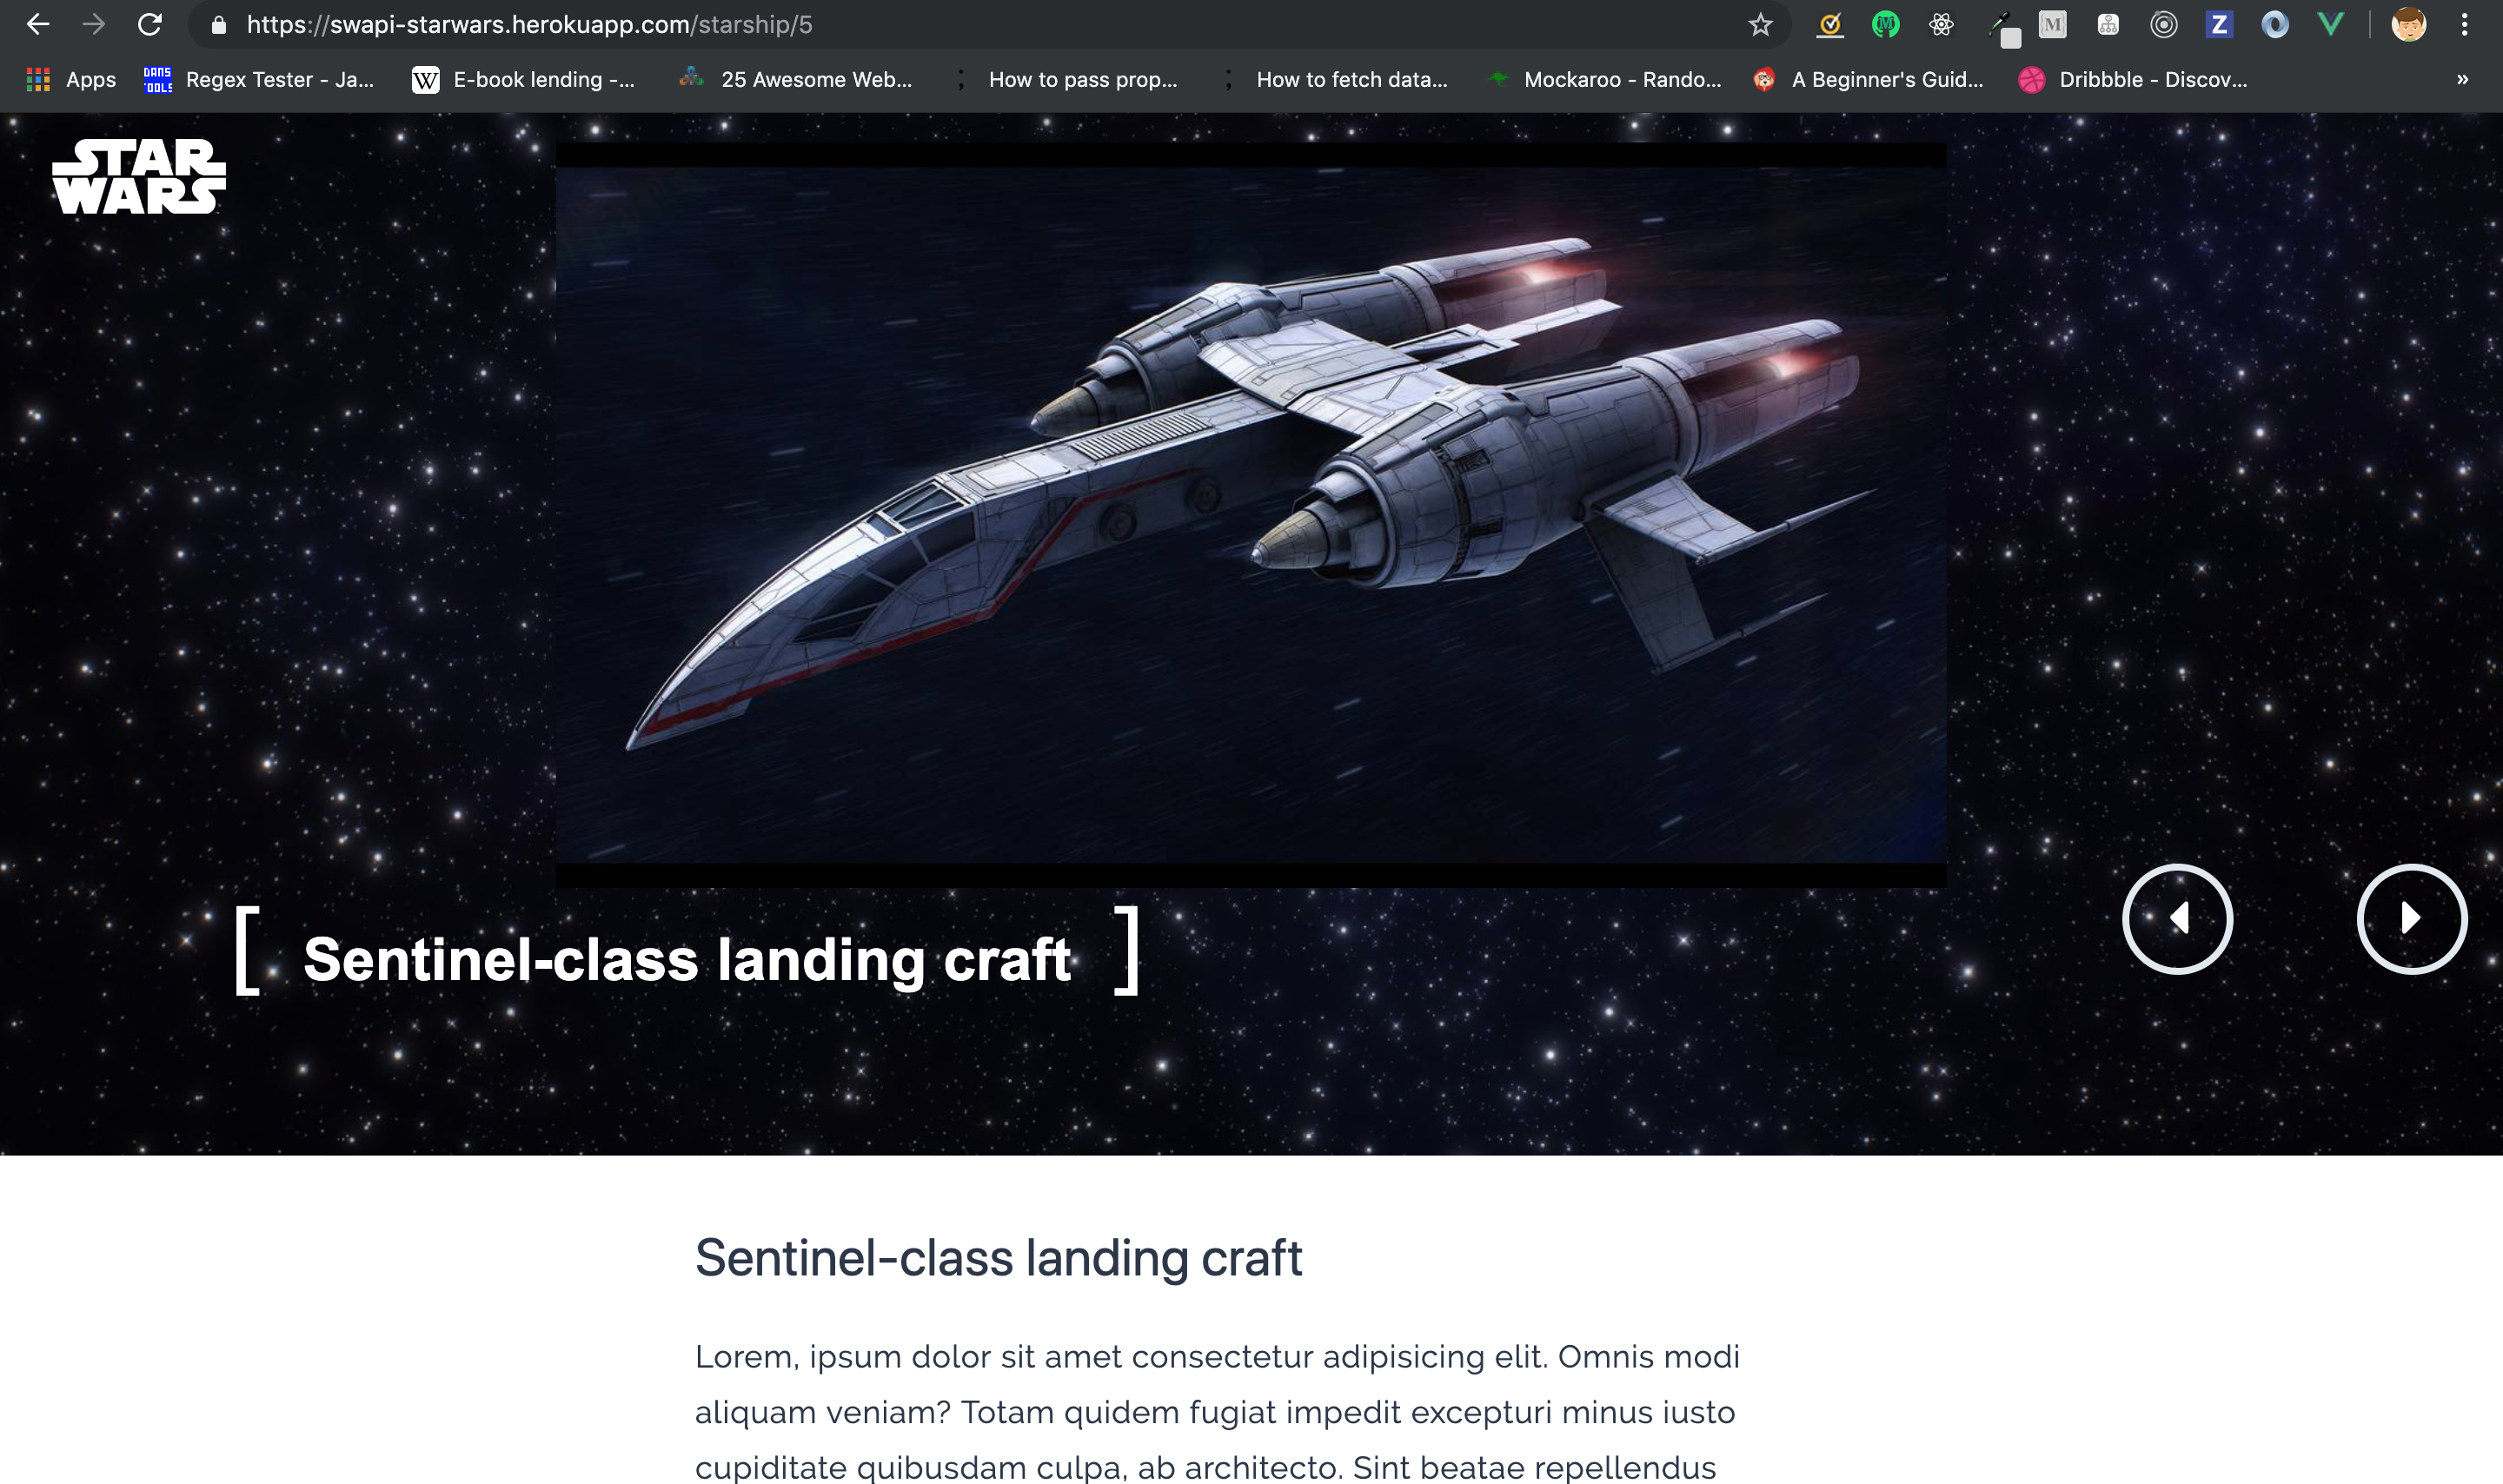 https://swapi-starwars.herokuapp.com/starship/5
Apps
DANS TOOLS
Regex Tester - Ja...
W
E-book lending -...
25 Awesome Web...
How to pass prop...
How to fetch data...
Mockaroo - Rando...
A Beginner's Guid...
Dribbble - Discov...
»
STAR
WARS
[ Sentinel-class landing craft ]
Sentinel-class landing craft
Lorem, ipsum dolor sit amet consectetur adipisicing elit. Omnis modi
aliquam veniam? Totam quidem fugiat impedit excepturi minus iusto
cupiditate quibusdam culpa, ab architecto. Sint beatae repellendus